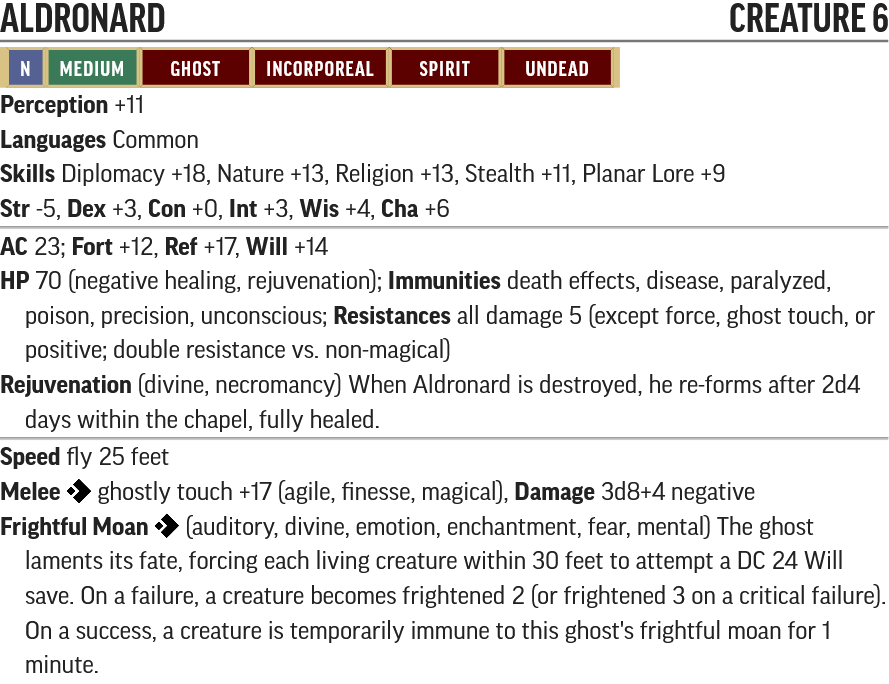 ALDRONARD CREATURE 6
N MEDIUM GHOST INCORPOREAL SPIRIT UNDEAD
Perception +11
Languages Common
Skills Diplomacy +18, Nature +13, Religion +13, Stealth +11, Planar Lore +9
Str -5, Dex +3, Con +0, Int +3, Wis +4, Cha +6
AC 23; Fort +12, Ref +17, Will +14
HP 70 (negative healing, rejuvenation); Immunities death effects, disease, paralyzed,
poison, precision, unconscious; Resistances all damage 5 (except force, ghost touch, or
positive; double resistance vs. non-magical)
Rejuvenation (divine, necromancy) When Aldronard is destroyed, he re-forms after 2d4
days within the chapel, fully healed.
Speed fly 25 feet
Melee ghostly touch +17 (agile, finesse, magical), Damage 3d8+4 negative
Frightful Moan (auditory, divine, emotion, enchantment, fear, mental) The ghost
laments its fate, forcing each living creature within 30 feet to attempt a DC 24 Will
save. On a failure, a creature becomes frightened 2 (or frightened 3 on a critical failure).
On a success, a creature is temporarily immune to this ghost's frightful moan for 1
minute.